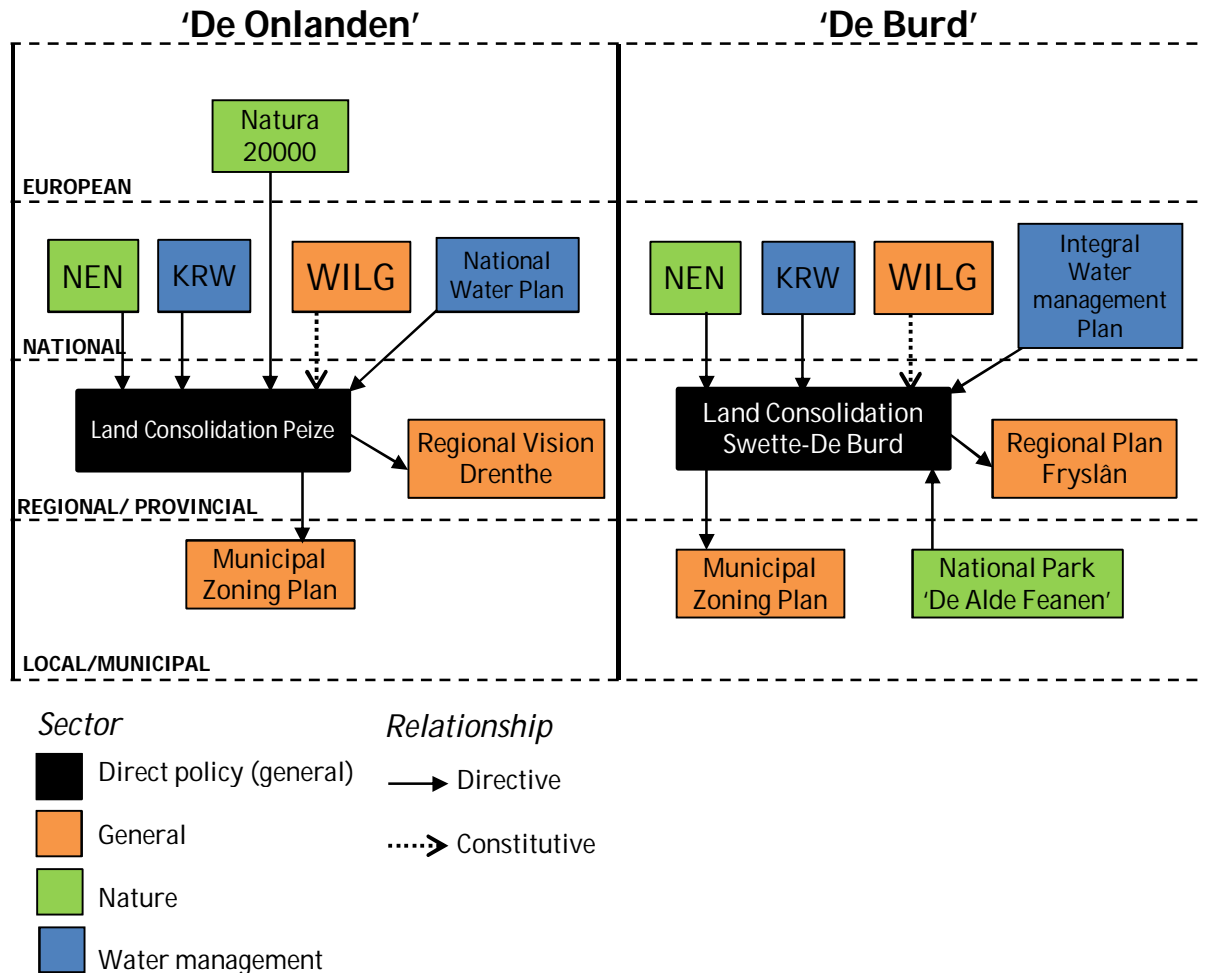 ‘De Onlanden’
‘De Burd’
Natura
20000
EUROPEAN
NEN
KRW
WILG
National
Water Plan
NEN
KRW
WILG
Integral
Water
management
Plan
NATIONAL
Land Consolidation Peize
Regional Vision
Drenthe
Land Consolidation
Swette-De Burd
Regional Plan
Fryslân
REGIONAL/ PROVINCIAL
Municipal
Zoning Plan
Municipal
Zoning Plan
National Park
‘De Alde Feanen’
LOCAL/MUNICIPAL
Sector
Direct policy (general)
General
Nature
Water management
Relationship
Directive
Constitutive